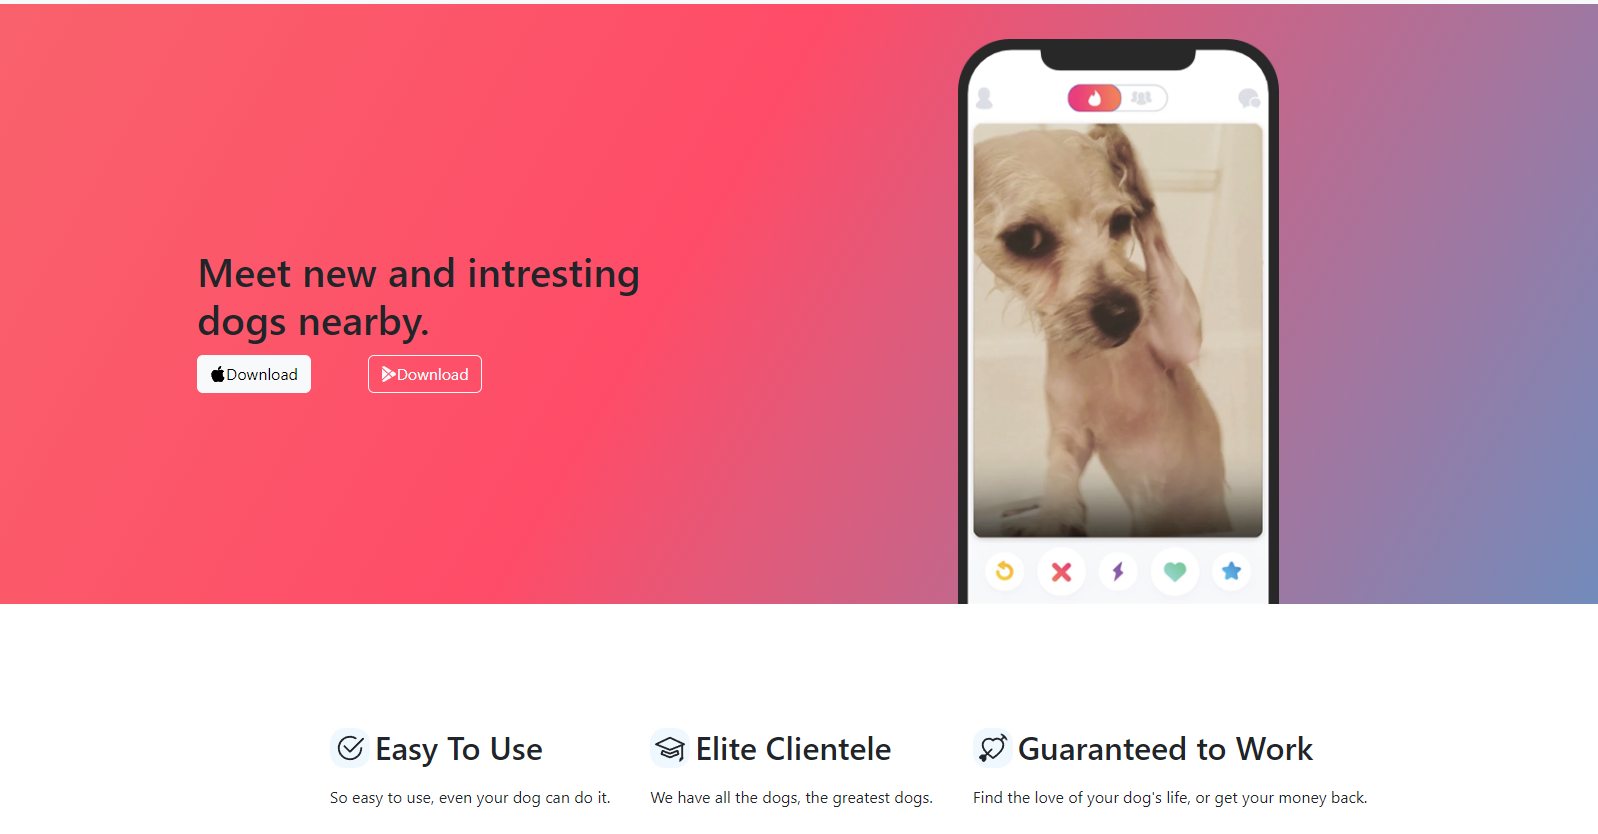 Meet new and intresting
dogs nearby.
Download
Download
Easy To Use
So easy to use, even your dog can do it.
Elite Clientele
We have all the dogs, the greatest dogs.
Guaranteed to Work
Find the love of your dog's life, or get your money back.